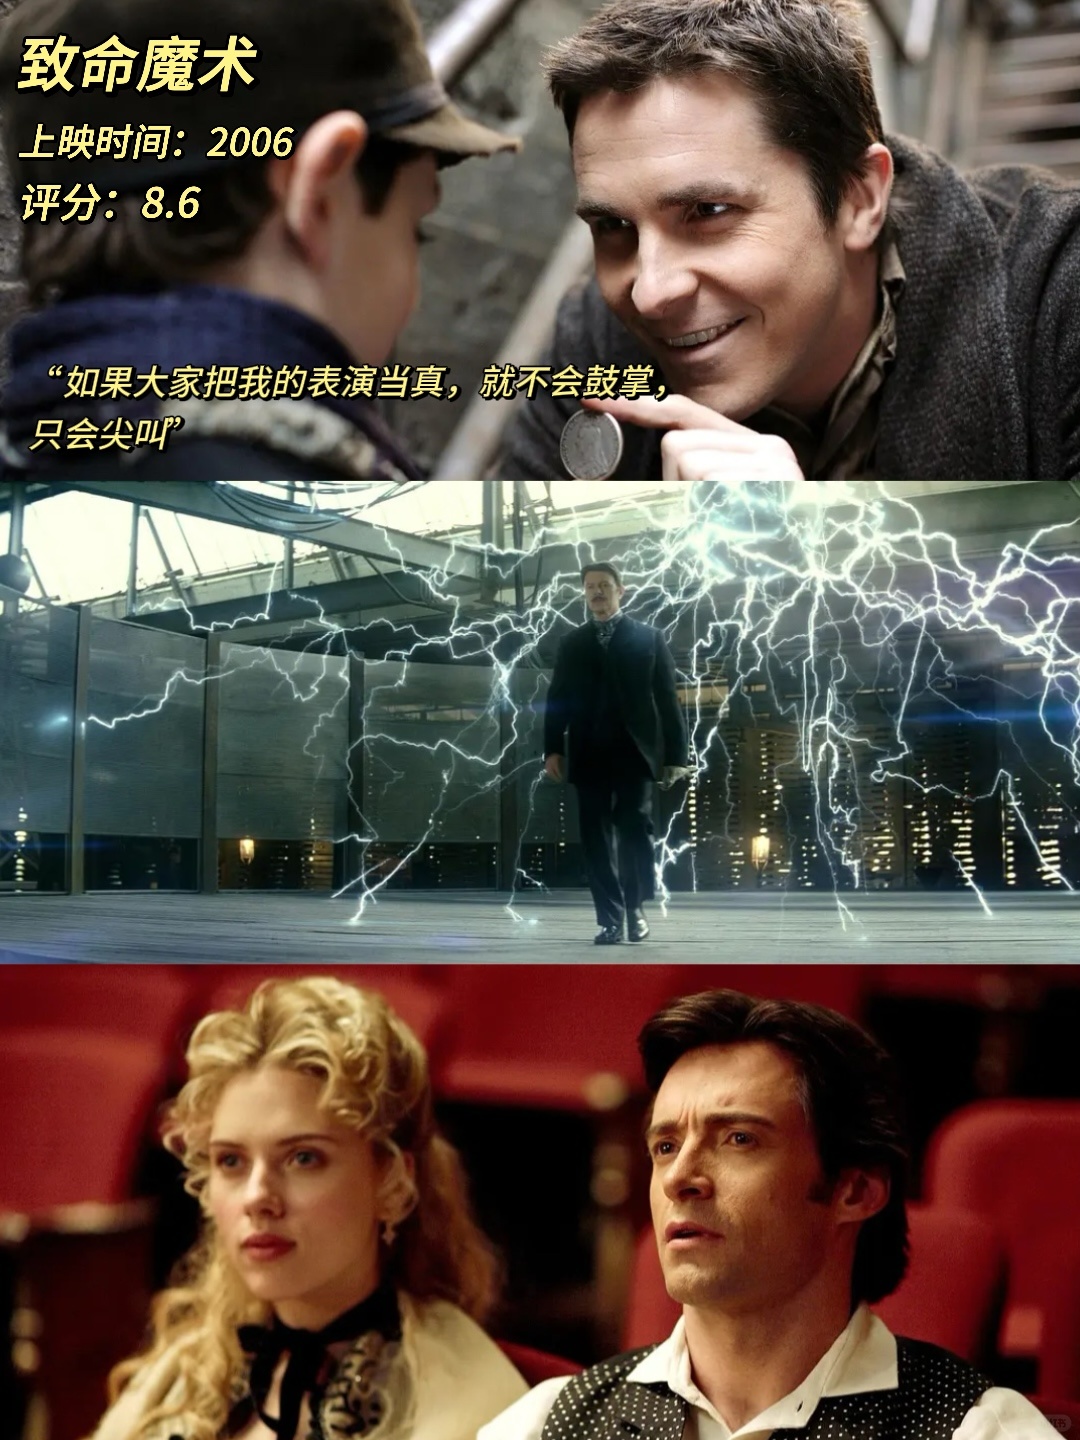 致命魔术
上映时间：2006
评分：8.6
“如果大家把我的表演当真，就不会鼓掌，
只会尖叫”